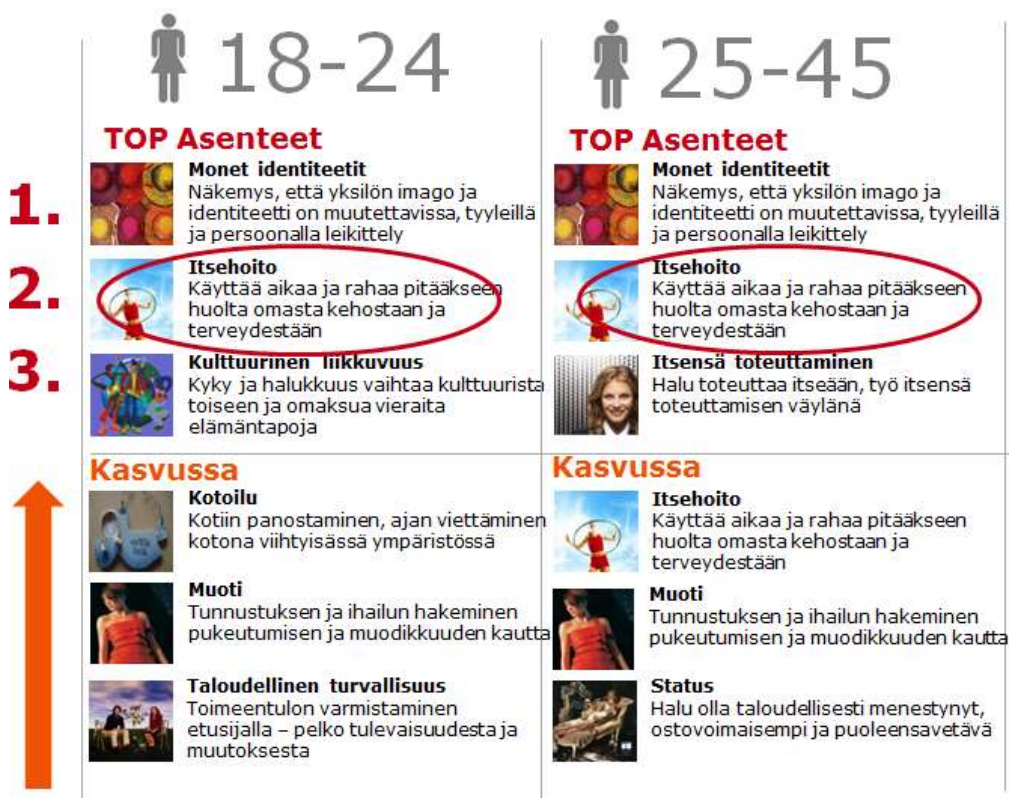 18-24
TOP Asenteet
1.
Monet identiteetit
Näkemys, että yksilön imago ja
identiteetti on muutettavissa, tyyleillä
ja persoonalla leikittely
2.
Itsehoito
Käyttää aikaa ja rahaa pitääkseen
huolta omasta kehostaan ja
terveydestään
3.
Kulttuurinen liikkuvuus
Kyky ja halukkuus vaihtaa kulttuurista
toiseen ja omaksua vieraita
elämäntapoja
Kasvussa
Kotoilu
Kotiin panostaminen, ajan viettäminen
kotona viihtyisässä ympäristössä
Muoti
Tunnustuksen ja ihailun hakeminen
pukeutumisen ja muodikkuuden kautta
Taloudellinen turvallisuus
Toimeentulon varmistaminen
etusijalla – pelko tulevaisuudesta ja
muutoksesta
25-45
TOP Asenteet
Monet identiteetit
Näkemys, että yksilön imago ja
identiteetti on muutettavissa, tyyleillä
ja persoonalla leikittely
Itsehoito
Käyttää aikaa ja rahaa pitääkseen
huolta omasta kehostaan ja
terveydestään
Itsensä toteuttaminen
Halu toteuttaa itseään, työ itsensä
toteuttamisen väylänä
Kasvussa
Itsehoito
Käyttää aikaa ja rahaa pitääkseen
huolta omasta kehostaan ja
terveydestään
Muoti
Tunnustuksen ja ihailun hakeminen
pukeutumisen ja muodikkuuden kautta
Status
Halu olla taloudellisesti menestynyt,
ostovoimaisempi ja puoleensavetävä